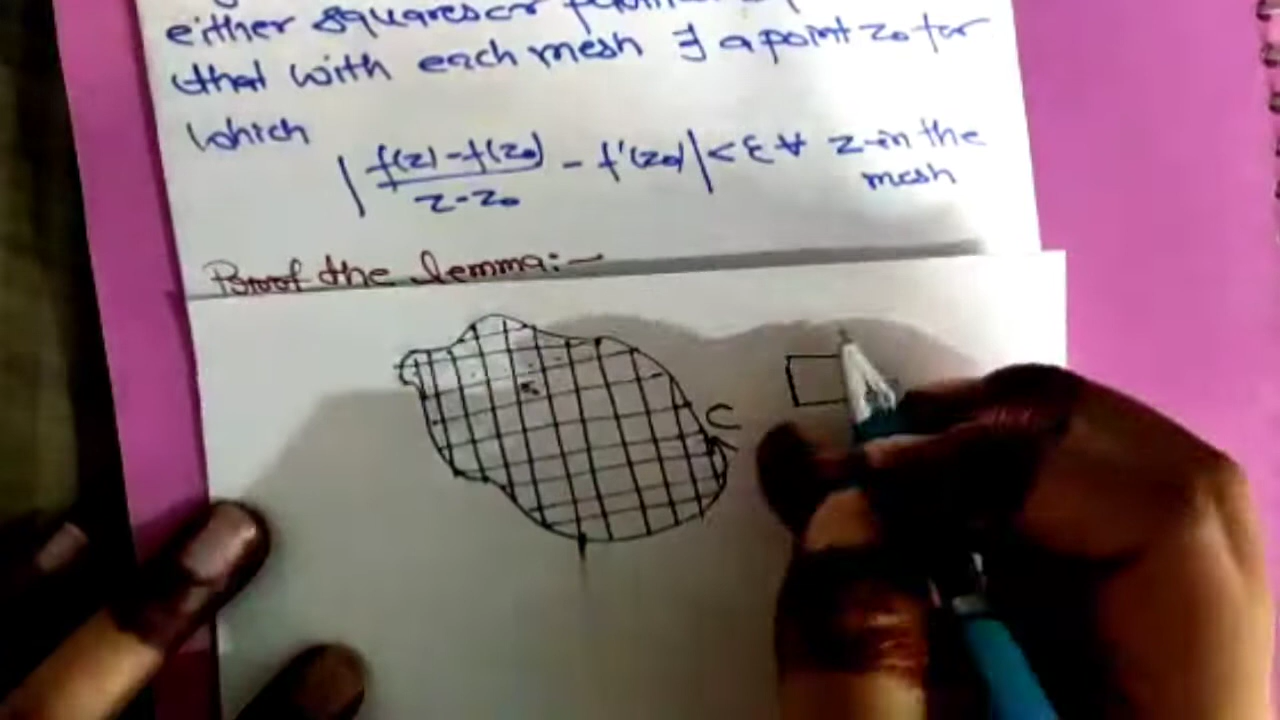 either squares or
that with each mesh ∃ a point z₀ for
which
| f(z) - f(z₀) / z - z₀ - f'(z₀) | < ε ∀ z in the
mesh
Proof the lemma:-
C